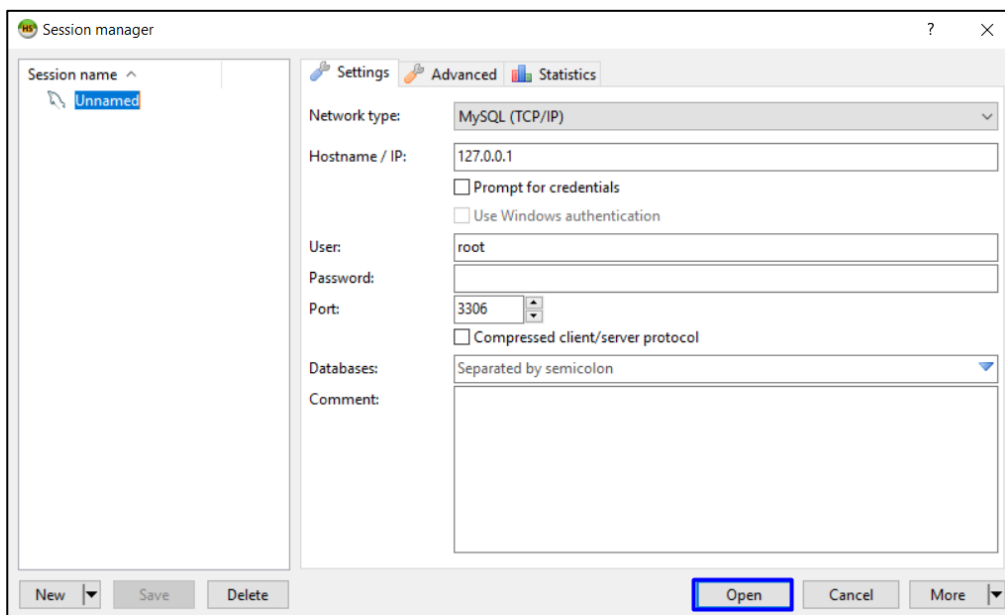 HS
Session manager
?
Session name
Unnamed
Settings
Advanced
Statistics
Network type:
MySQL (TCP/IP)
Hostname / IP:
127.0.0.1
Prompt for credentials
Use Windows authentication
User:
root
Password:
Port:
3306
Compressed client/server protocol
Databases:
Separated by semicolon
Comment:
New
Save
Delete
Open
Cancel
More